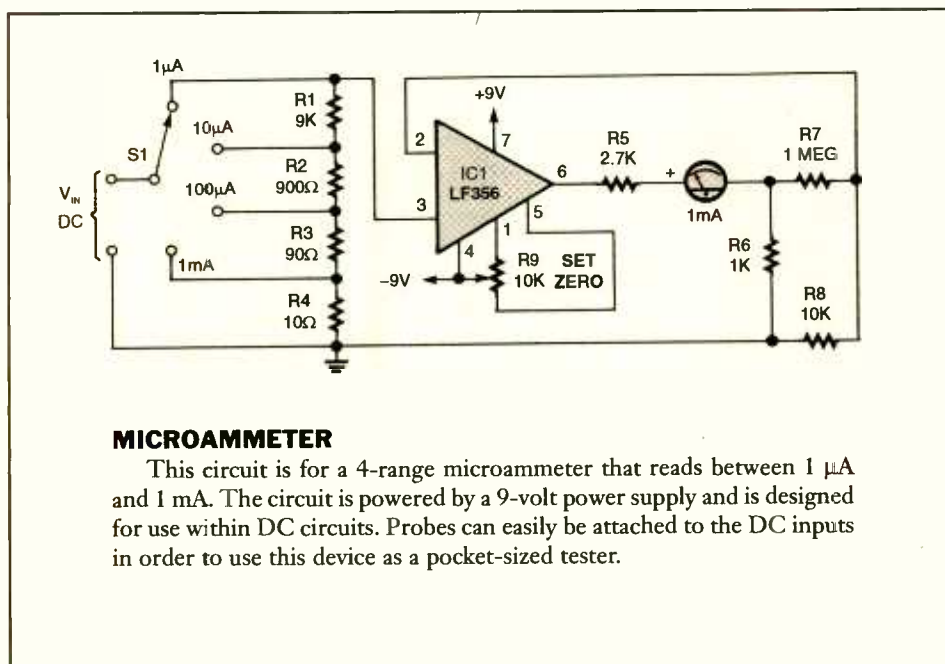 1µA
R1
9K
+9V
10µA
S1
R2
900Ω
2
7
R5
2.7K
R7
1 MEG
VIN
DC
100µA
IC1
LF356
6
+
1mA
3
5
R3
90Ω
1
4
R6
1K
1mA
R9
10K
SET
ZERO
-9V
R4
10Ω
R8
10K
MICROAMMETER
This circuit is for a 4-range microammeter that reads between 1 µA
and 1 mA. The circuit is powered by a 9-volt power supply and is designed
for use within DC circuits. Probes can easily be attached to the DC inputs
in order to use this device as a pocket-sized tester.